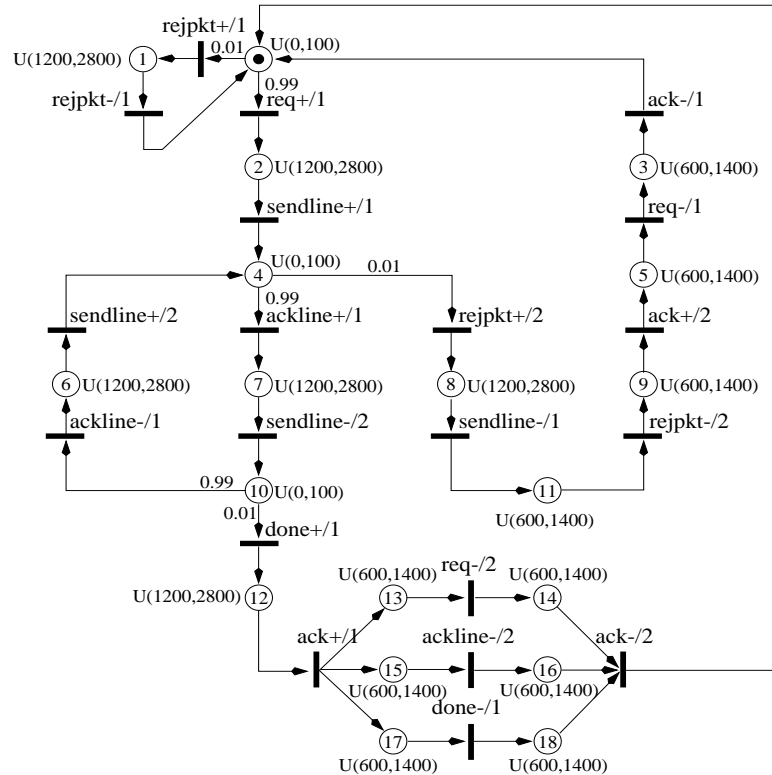 rejpkt+/1
U(0,100)
U(1200,2800) 1 0.01
rejpkt-/1
0.99
req+/1
ack-/1
2 U(1200,2800)
3 U(600,1400)
sendline+/1
req-/1
U(0,100)
4 0.01
5 U(600,1400)
0.99
sendline+/2
ackline+/1
rejpkt+/2
ack+/2
6 U(1200,2800)
7 U(1200,2800)
8 U(1200,2800)
9 U(600,1400)
ackline-/1
sendline-/2
sendline-/1
rejpkt-/2
0.99 10 U(0,100)
11
0.01
U(600,1400)
done+/1
req-/2
U(1200,2800) 12
U(600,1400)
13
U(600,1400)
14
ack+/1
ackline-/2
ack-/2
15
U(600,1400)
16
U(600,1400)
done-/1
17
U(600,1400)
18
U(600,1400)